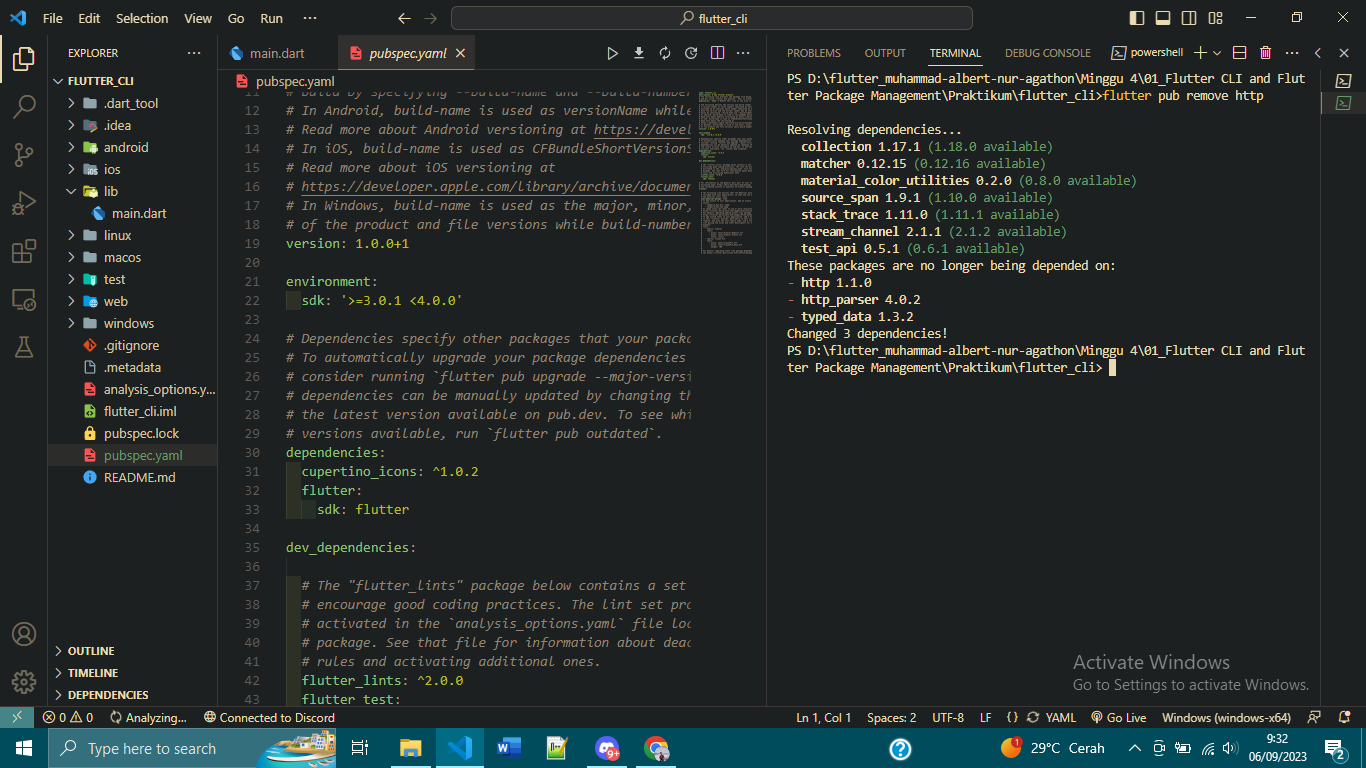 File Edit Selection View Go Run ···
flutter_cli
EXPLORER
FLUTTER_CLI
.dart_tool
.idea
android
ios
lib
main.dart
linux
macos
test
web
windows
.gitignore
.metadata
analysis_options.y...
flutter_cli.iml
pubspec.lock
pubspec.yaml
README.md
OUTLINE
TIMELINE
DEPENDENCIES
main.dart pubspec.yaml
pubspec.yaml
11 # Build by specifying --build-name and --build-number
12 # In Android, build-name is used as versionName while
13 # Read more about Android versioning at https://devel
14 # In iOS, build-name is used as CFBundleShortVersionS
15 # Read more about iOS versioning at
16 # https://developer.apple.com/library/archive/documen
17 # In Windows, build-name is used as the major, minor,
18 # of the product and file versions while build-number
19 version: 1.0.0+1
20
21 environment:
22 sdk: '>=3.0.1 <4.0.0'
23
24 # Dependencies specify other packages that your packa
25 # To automatically upgrade your package dependencies
26 # consider running `flutter pub upgrade --major-versi
27 # dependencies can be manually updated by changing th
28 # the latest version available on pub.dev. To see whi
29 # versions available, run `flutter pub outdated`.
30 dependencies:
31 cupertino_icons: ^1.0.2
32 flutter:
33 sdk: flutter
34
35 dev_dependencies:
36
37 # The "flutter_lints" package below contains a set
38 # encourage good coding practices. The lint set pro
39 # activated in the `analysis_options.yaml` file loc
40 # package. See that file for information about deac
41 # rules and activating additional ones.
42 flutter_lints: ^2.0.0
43 flutter_test:
PROBLEMS OUTPUT TERMINAL DEBUG CONSOLE powershell
PS D:\flutter_muhammad-albert-nur-agathon\Minggu 4\01_Flutter CLI and Flut
ter Package Management\Praktikum\flutter_cli>flutter pub remove http
Resolving dependencies...
collection 1.17.1 (1.18.0 available)
matcher 0.12.15 (0.12.16 available)
material_color_utilities 0.2.0 (0.8.0 available)
source_span 1.9.1 (1.10.0 available)
stack_trace 1.11.0 (1.11.1 available)
stream_channel 2.1.1 (2.1.2 available)
test_api 0.5.1 (0.6.1 available)
These packages are no longer being depended on:
- http 1.1.0
- http_parser 4.0.2
- typed_data 1.3.2
Changed 3 dependencies!
PS D:\flutter_muhammad-albert-nur-agathon\Minggu 4\01_Flutter CLI and Flut
ter Package Management\Praktikum\flutter_cli>
Activate Windows
Go to Settings to activate Windows.
0 0 Analyzing... Connected to Discord Ln 1, Col 1 Spaces: 2 UTF-8 LF {} YAML Go Live Windows (windows-x64)
Type here to search 9+ 1 29°C Cerah 9:32
06/09/2023 2